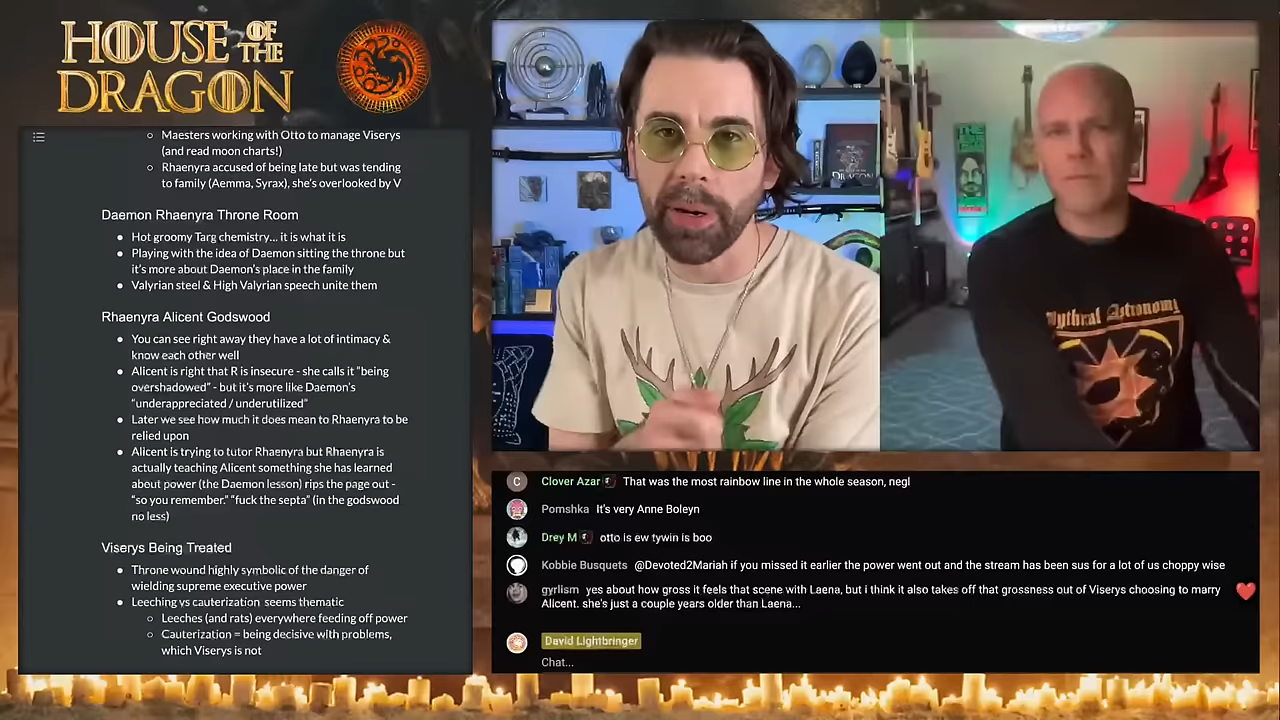 HOUSE OF THE
DRAGON
Maesters working with Otto to manage Viserys
(and read moon charts!)
Rhaenyra accused of being late but was tending
to family (Aemma, Syrax), she's overlooked by V
Daemon Rhaenyra Throne Room
Hot groomy Targ chemistry... it is what it is
Playing with the idea of Daemon sitting the throne but
it's more about Daemon's place in the family
Valyrian steel & High Valyrian speech unite them
Rhaenyra Alicent Godswood
You can see right away they have a lot of intimacy &
know each other well
Alicent is right that R is insecure - she calls it "being
overshadowed" - but it's more like Daemon's
"underappreciated / underutilized"
Later we see how much it does mean to Rhaenyra to be
relied upon
Alicent is trying to tutor Rhaenyra but Rhaenyra is
actually teaching Alicent something she has learned
about power (the Daemon lesson) rips the page out -
"so you remember." "fuck the septa" (in the godswood
no less)
Viserys Being Treated
Throne wound highly symbolic of the danger of
wielding supreme executive power
Leeching vs cauterization seems thematic
Leeches (and rats) everywhere feeding off power
Cauterization = being decisive with problems,
which Viserys is not
DRAGON
Mythical Astronomy
C Clover Azar That was the most rainbow line in the whole season, negl
Pomshka It's very Anne Boleyn
Drey M otto is ew tywin is boo
Kobbie Busquets @Devoted2Mariah if you missed it earlier the power went out and the stream has been sus for a lot of us choppy wise
gyrlism yes about how gross it feels that scene with Laena, but i think it also takes off that grossness out of Viserys choosing to marry
Alicent. she's just a couple years older than Laena...
David Lightbringer
Chat...